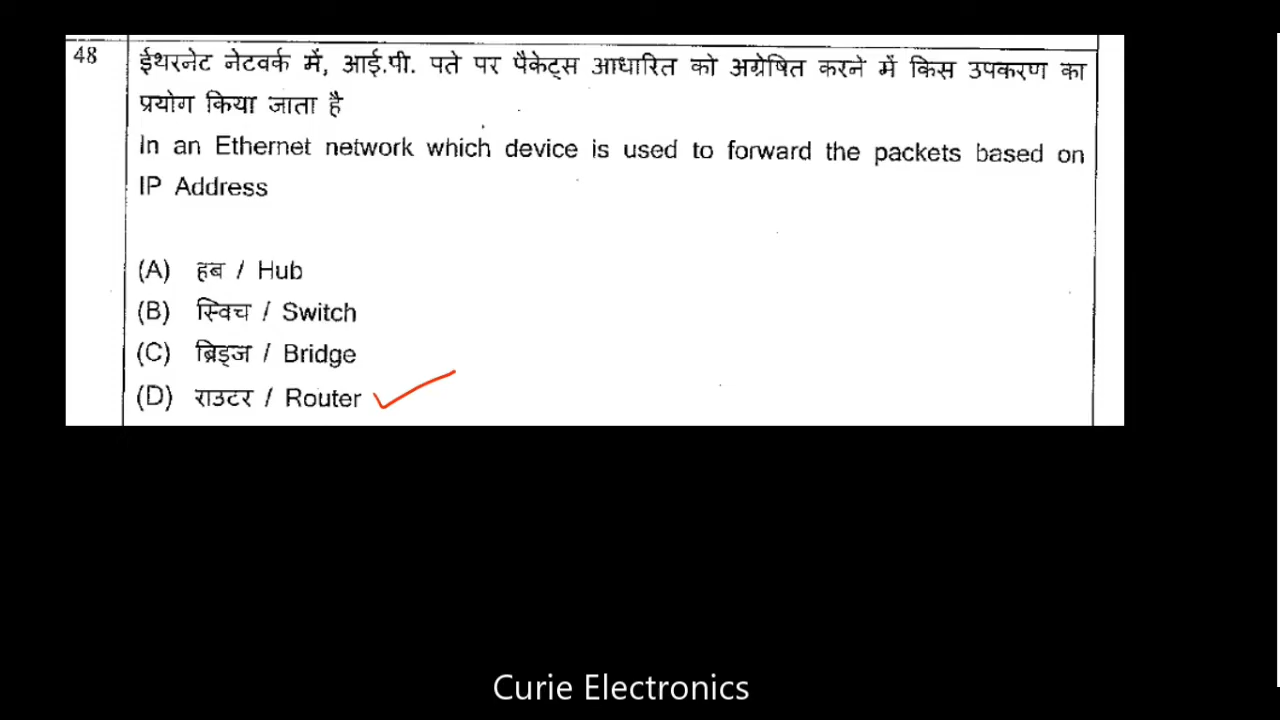 48
ईथरनेट नेटवर्क में, आई.पी. पते पर पैकेट्स आधारित को अग्रेषित करने में किस उपकरण का
प्रयोग किया जाता है
In an Ethernet network which device is used to forward the packets based on
IP Address
(A) हब / Hub
(B) स्विच / Switch
(C) ब्रिड्ज / Bridge
(D) राउटर / Router
Curie Electronics